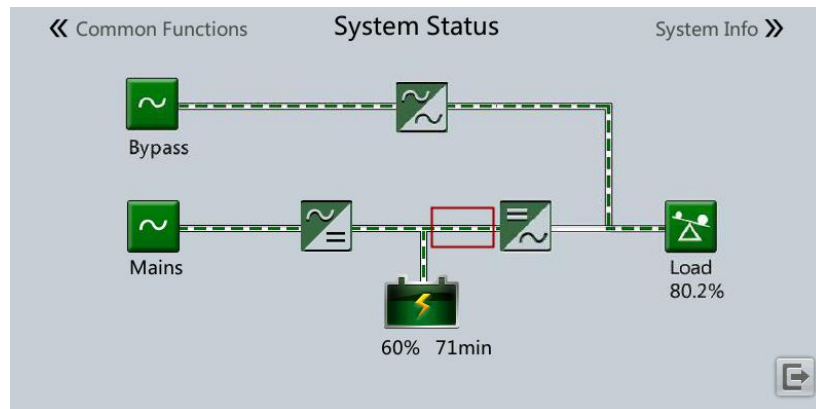 « Common Functions
System Status
System Info »
Bypass
Mains
Load
80.2%
60% 71min